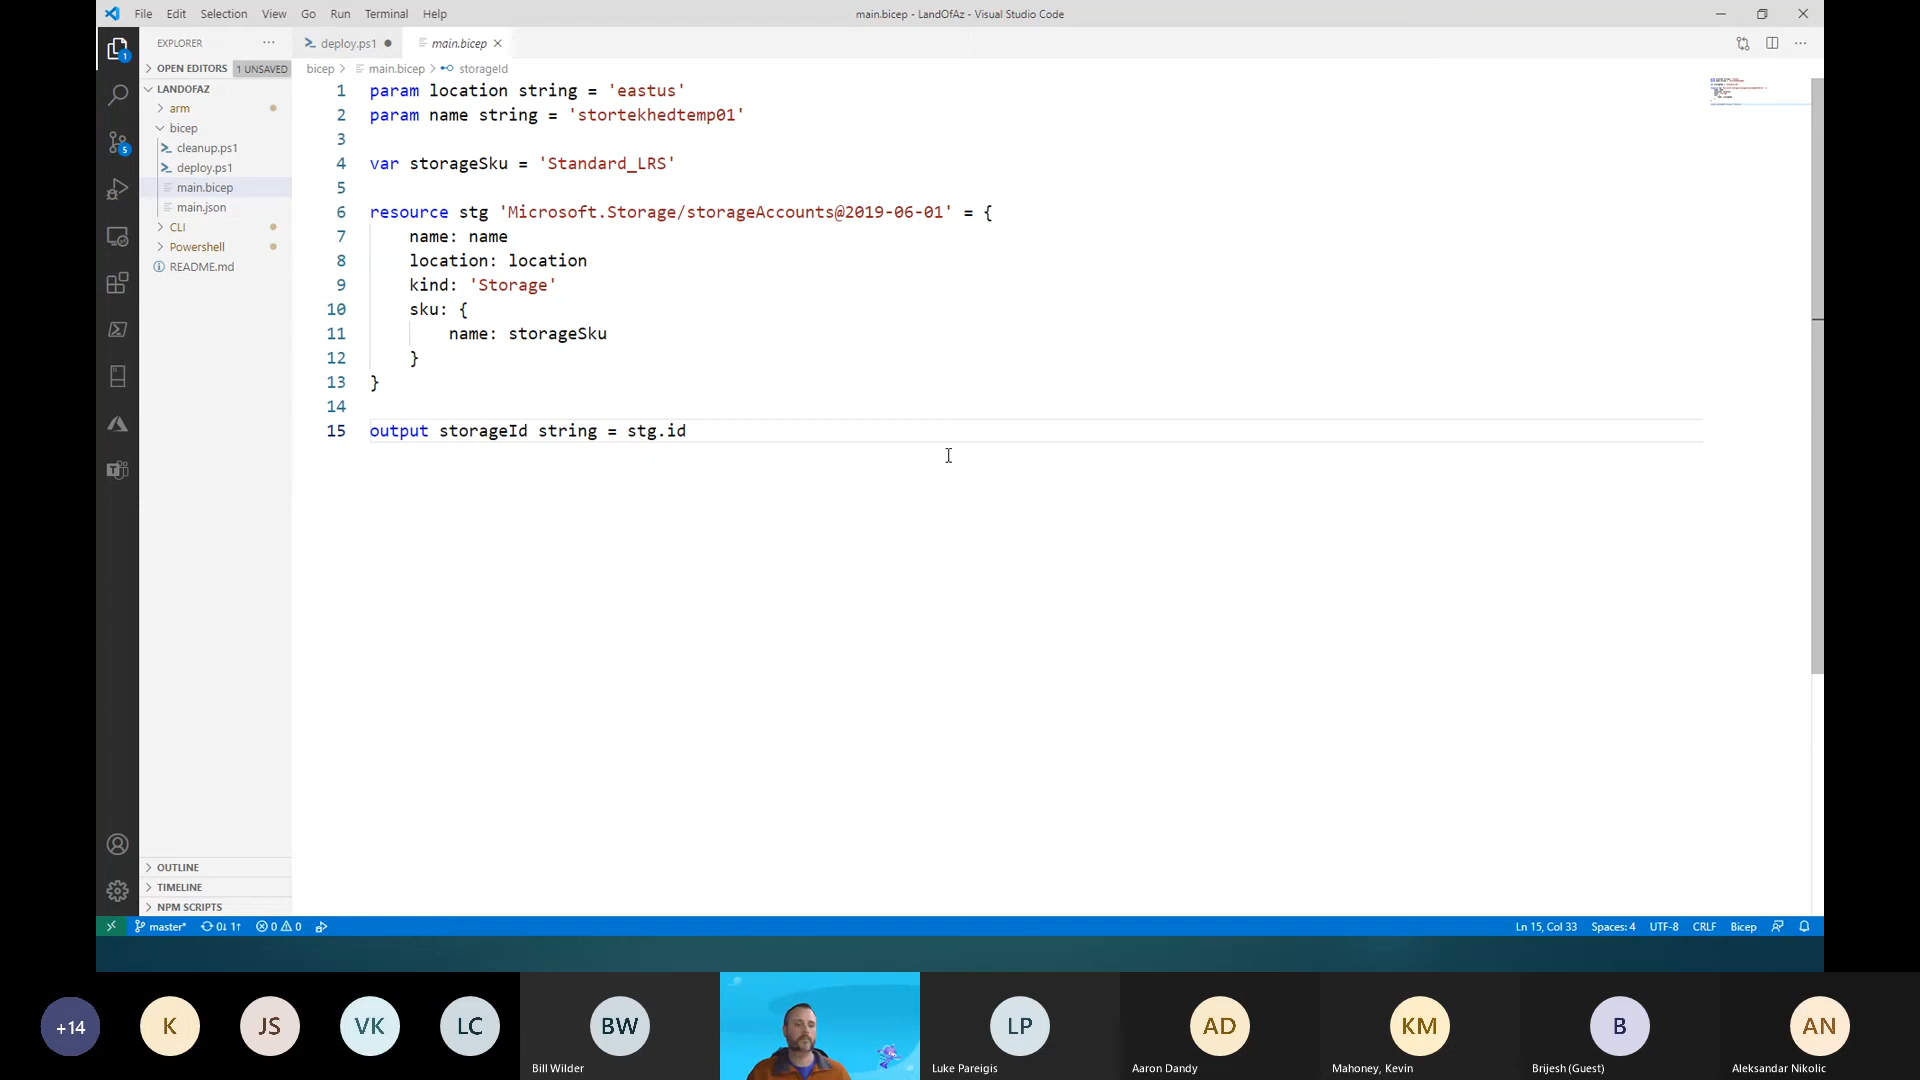 File Edit Selection View Go Run Terminal Help
main.bicep - LandOfAz - Visual Studio Code
EXPLORER
deploy.ps1
main.bicep
OPEN EDITORS 1 UNSAVED
bicep > main.bicep > storageId
LANDOFAZ
arm
bicep
cleanup.ps1
deploy.ps1
main.bicep
main.json
CLI
Powershell
README.md
1
5
1 param location string = 'eastus'
2 param name string = 'stortekhedtemp01'
3
4 var storageSku = 'Standard_LRS'
5
6 resource stg 'Microsoft.Storage/storageAccounts@2019-06-01' = {
7 name: name
8 location: location
9 kind: 'Storage'
10 sku: {
11 name: storageSku
12 }
13 }
14
15 output storageId string = stg.id
OUTLINE
TIMELINE
NPM SCRIPTS
master* 0↓ 1↑ 0 0
Ln 15, Col 33 Spaces: 4 UTF-8 CRLF Bicep
+14 K JS VK LC BW LP AD KM B AN
Bill Wilder Luke Pareigis Aaron Dandy Mahoney, Kevin Brijesh (Guest) Aleksandar Nikolic